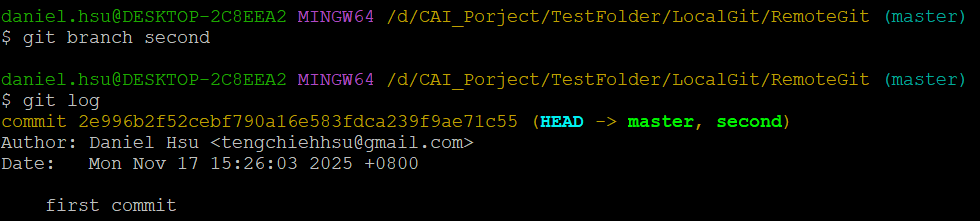 daniel.hsu@DESKTOP-2C8EEA2 MINGW64 /d/CAI_Porject/TestFolder/LocalGit/RemoteGit (master)
$ git branch second
daniel.hsu@DESKTOP-2C8EEA2 MINGW64 /d/CAI_Porject/TestFolder/LocalGit/RemoteGit (master)
$ git log
commit 2e996b2f52cebf790a16e583fdca239f9ae71c55 (HEAD -> master, second)
Author: Daniel Hsu <tengchiehhsu@gmail.com>
Date:   Mon Nov 17 15:26:03 2025 +0800
    first commit